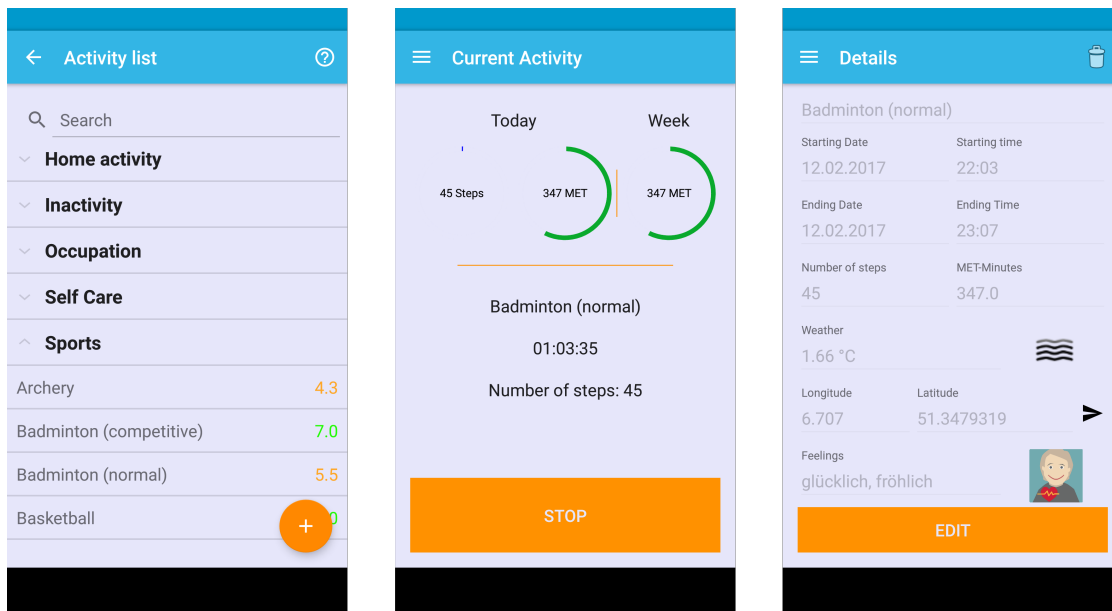 Activity list
Search
Home activity
Inactivity
Occupation
Self Care
Sports
Archery 4.3
Badminton (competitive) 7.0
Badminton (normal) 5.5
Basketball
+
Current Activity
Today Week
45 Steps 347 MET 347 MET
Badminton (normal)
01:03:35
Number of steps: 45
STOP
Details
Badminton (normal)
Starting Date Starting time
12.02.2017 22:03
Ending Date Ending Time
12.02.2017 23:07
Number of steps MET-Minutes
45 347.0
Weather
1.66 °C
Longitude Latitude
6.707 51.3479319
Feelings
glücklich, fröhlich
EDIT